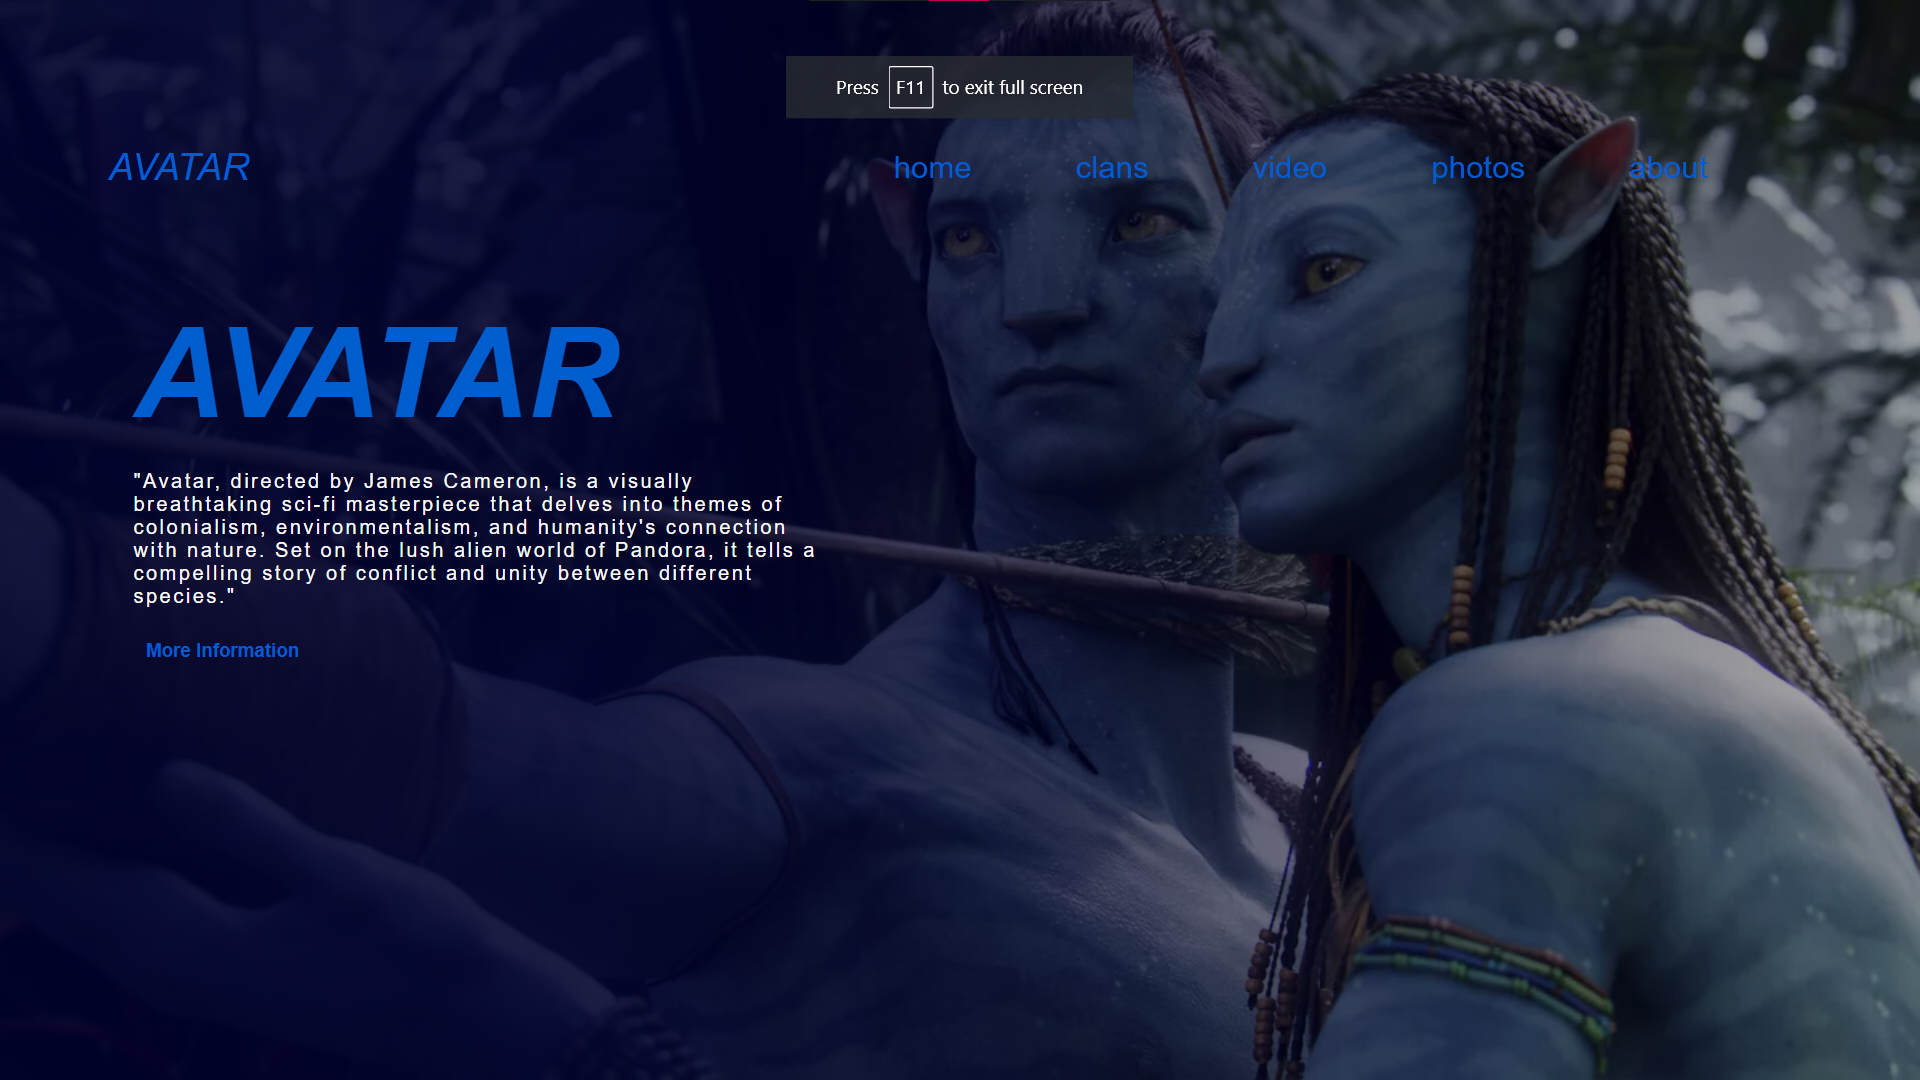 Press F11 to exit full screen
AVATAR
home clans video photos about
AVATAR
"Avatar, directed by James Cameron, is a visually
breathtaking sci-fi masterpiece that delves into themes of
colonialism, environmentalism, and humanity's connection
with nature. Set on the lush alien world of Pandora, it tells a
compelling story of conflict and unity between different
species."
More Information